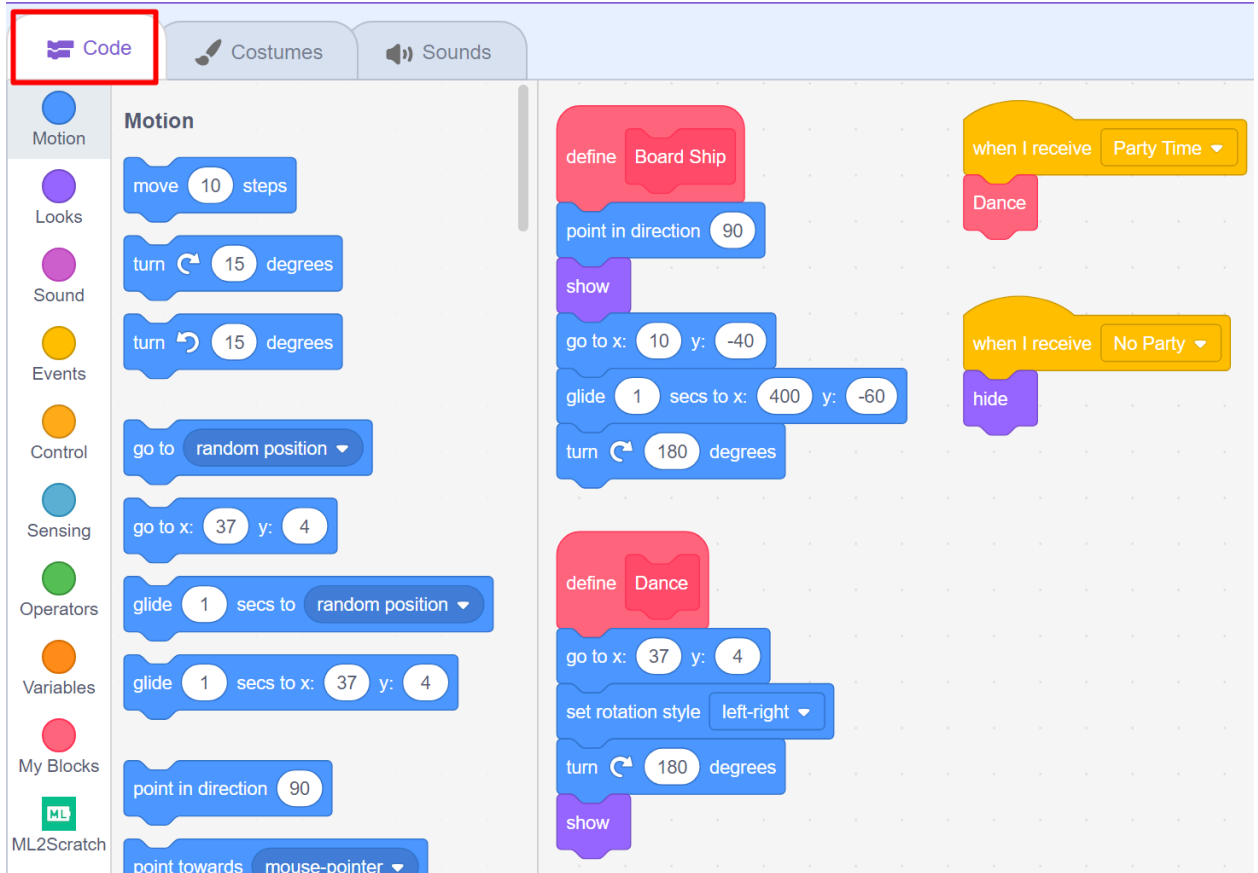 Code
Costumes
Sounds
Motion
Looks
Sound
Events
Control
Sensing
Operators
Variables
My Blocks
ML
ML2Scratch
Motion
move 10 steps
turn 15 degrees
turn 15 degrees
go to random position
go to x: 37 y: 4
glide 1 secs to random position
glide 1 secs to x: 37 y: 4
point in direction 90
point towards mouse-pointer
define Board Ship
point in direction 90
show
go to x: 10 y: -40
glide 1 secs to x: 400 y: -60
turn 180 degrees
define Dance
go to x: 37 y: 4
set rotation style left-right
turn 180 degrees
show
when I receive Party Time
Dance
when I receive No Party
hide